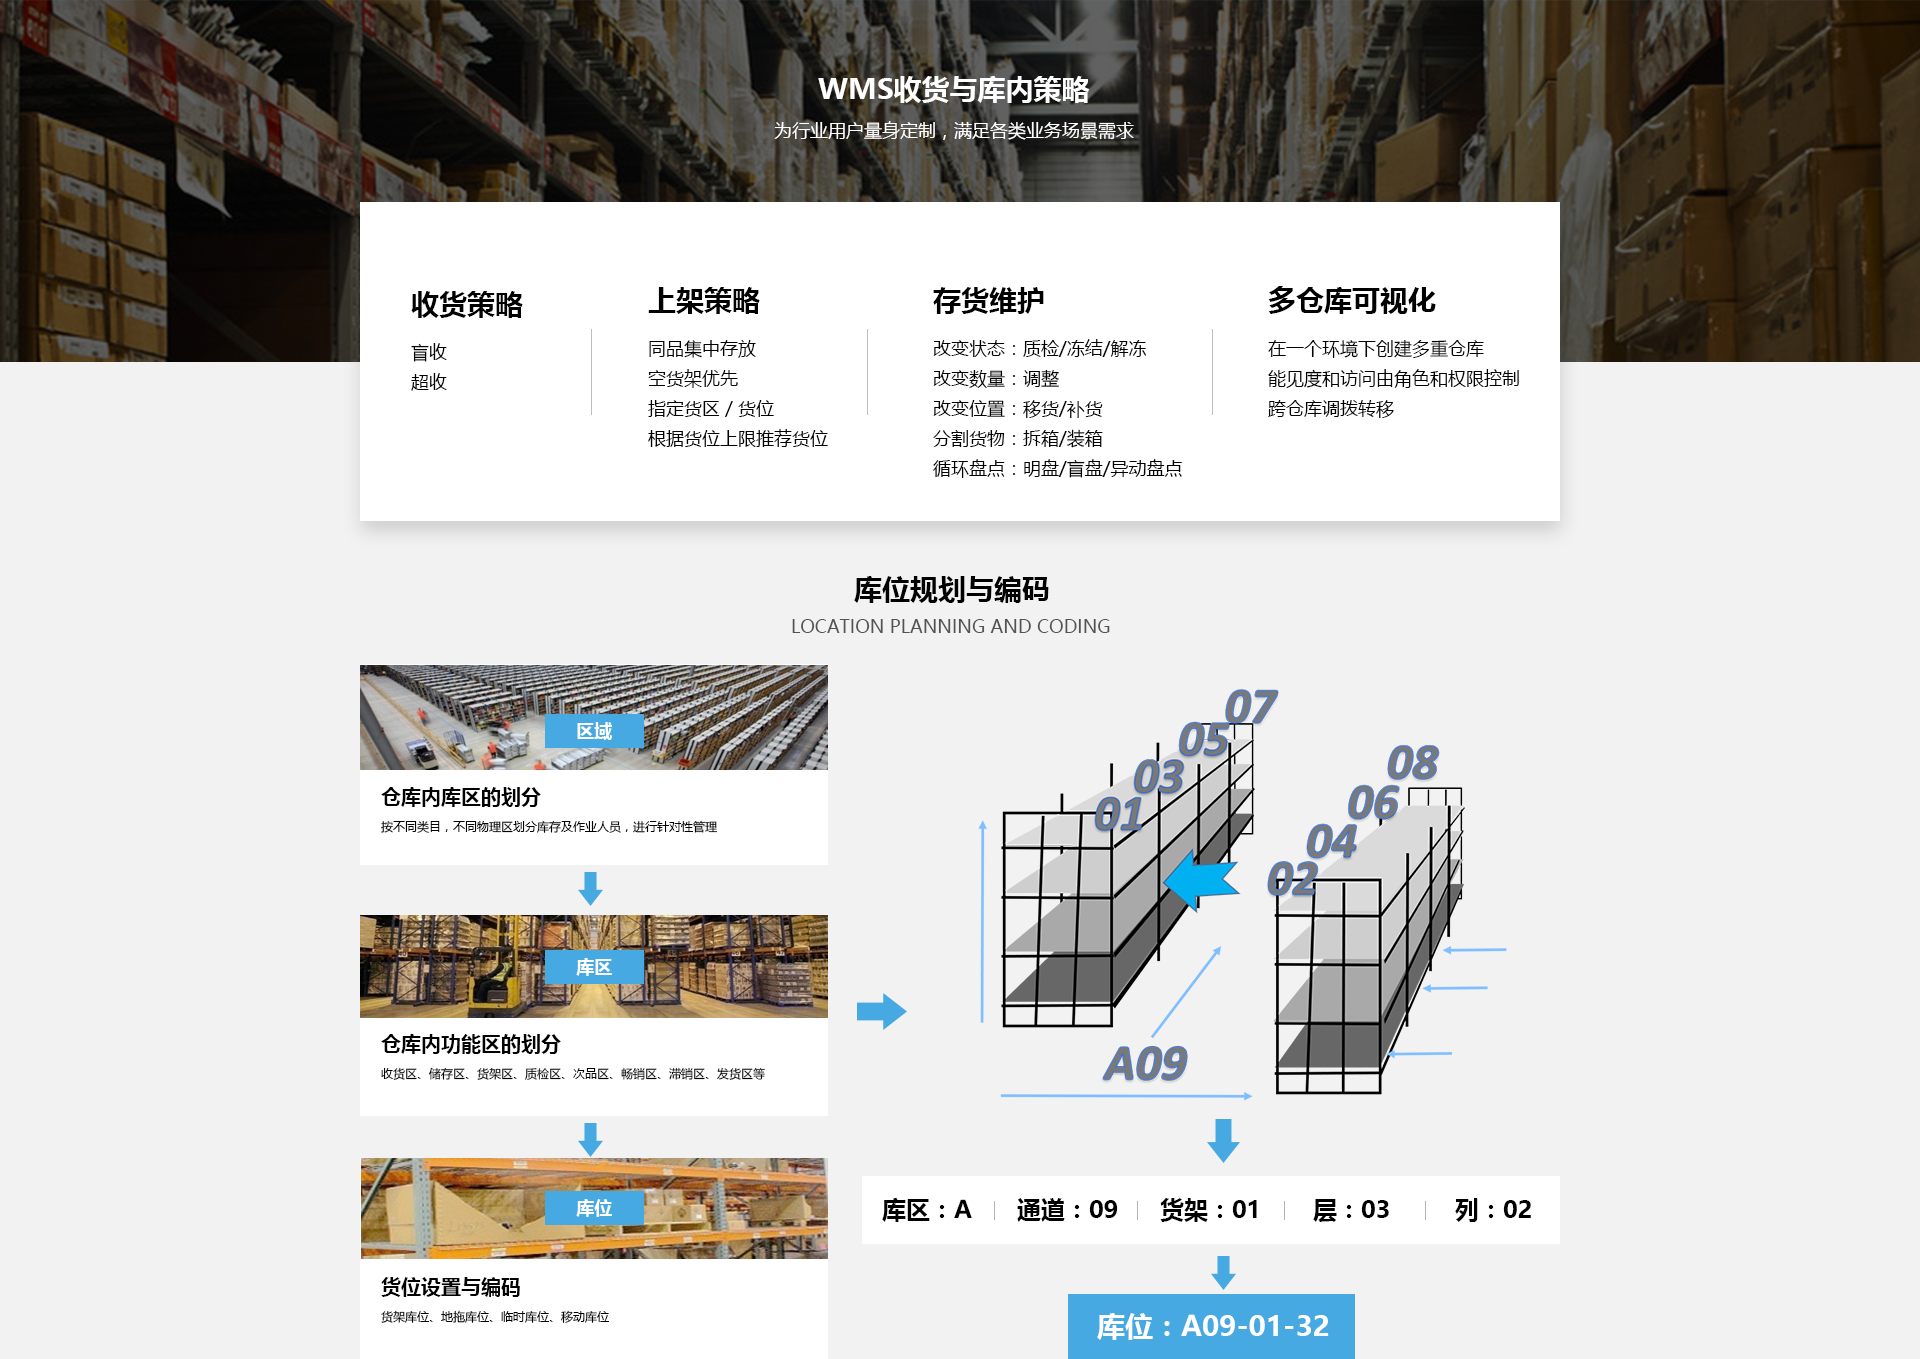 WMS收货与库内策略
为行业用户量身定制，满足各类业务场景需求
收货策略
盲收
超收
上架策略
同品集中存放
空货架优先
指定货区 / 货位
根据货位上限推荐货位
存货维护
改变状态：质检/冻结/解冻
改变数量：调整
改变位置：移货/补货
分割货物：拆箱/装箱
循环盘点：明盘/盲盘/异动盘点
多仓库可视化
在一个环境下创建多重仓库
能见度和访问由角色和权限控制
跨仓库调拨转移
库位规划与编码
LOCATION PLANNING AND CODING
区域
仓库内库区的划分
按不同类目，不同物理区划分库存及作业人员，进行针对性管理
库区
仓库内功能区的划分
收货区、储存区、货架区、质检区、次品区、畅销区、滞销区、发货区等
库位
货位设置与编码
货架库位、地拖库位、临时库位、移动库位
07
05
03
01
08
06
04
02
A09
库区：A
通道：09
货架：01
层：03
列：02
库位：A09-01-32